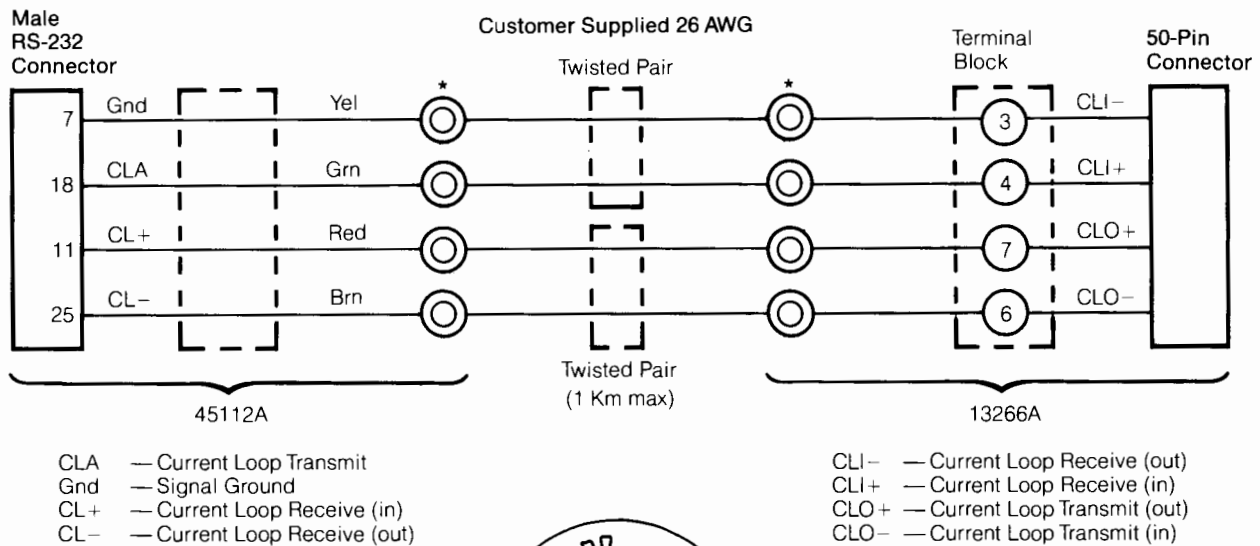 Male
RS-232
Connector
Customer Supplied 26 AWG
Twisted Pair
Terminal
Block
50-Pin
Connector
7 Gnd Yel * * 3 CLI−
18 CLA Grn 4 CLI+
11 CL+ Red 7 CLO+
25 CL− Brn 6 CLO−
Twisted Pair
(1 Km max)
45112A
13266A
CLA — Current Loop Transmit
Gnd — Signal Ground
CL+ — Current Loop Receive (in)
CL− — Current Loop Receive (out)
CLI− — Current Loop Receive (out)
CLI+ — Current Loop Receive (in)
CLO+ — Current Loop Transmit (out)
CLO− — Current Loop Transmit (in)